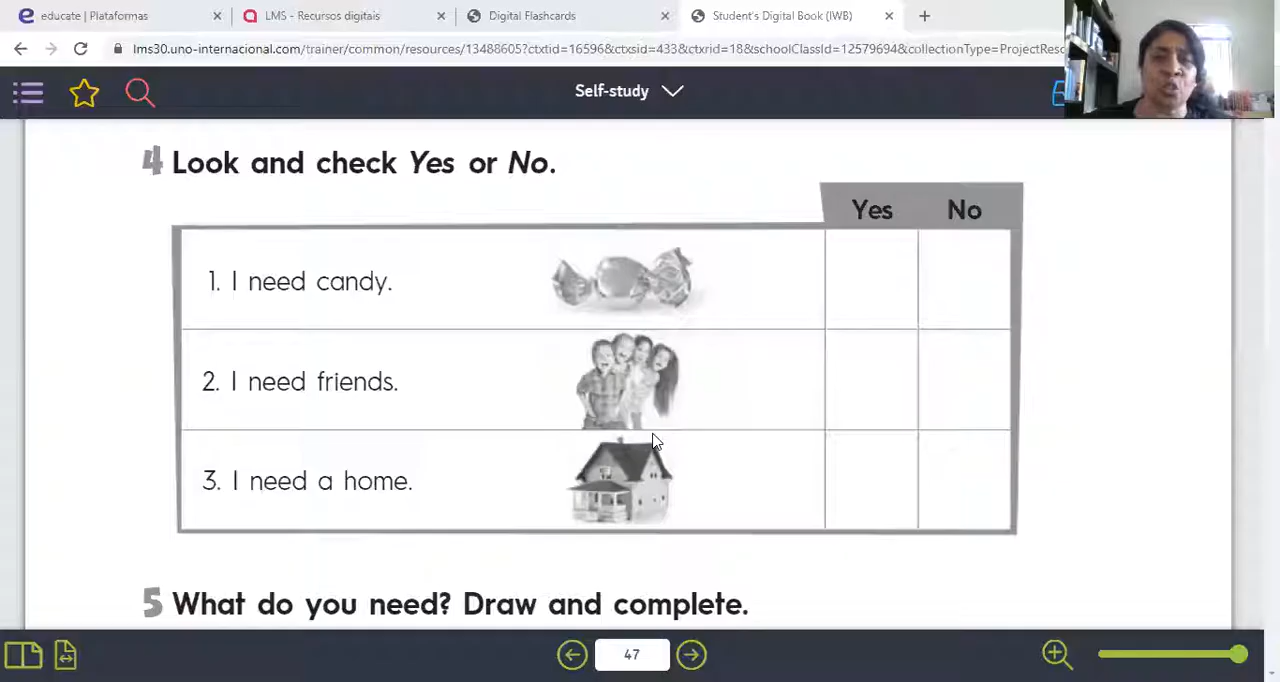 educate | Plataformas
LMS - Recursos digitais
Digital Flashcards
Student's Digital Book (IWB)
lms30.uno-internacional.com/trainer/common/resources/13488605?ctxtid=16596&ctxsid=433&ctxrid=18&schoolClassId=12579694&collectionType=ProjectResc
Self-study
4 Look and check Yes or No.
Yes No
1. I need candy.
2. I need friends.
3. I need a home.
5 What do you need? Draw and complete.
47